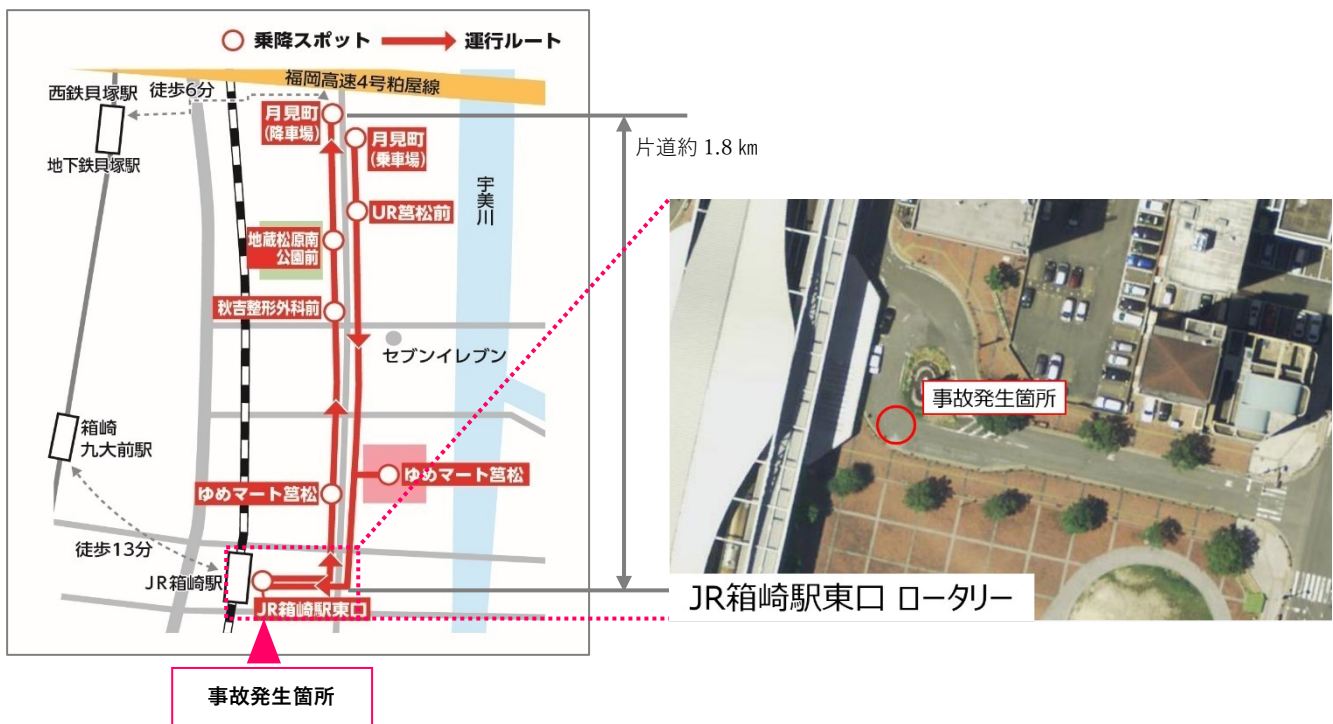 乗降スポット
運行ルート
福岡高速4号粕屋線
西鉄貝塚駅
徒歩6分
月見町
(降車場)
月見町
(乗車場)
地下鉄貝塚駅
片道約 1.8 ㎞
宇美川
UR筥松前
地蔵松原南
公園前
秋吉整形外科前
セブンイレブン
事故発生箇所
箱崎
九大前駅
ゆめマート筥松
ゆめマート筥松
徒歩13分
JR箱崎駅
JR箱崎駅東口
JR箱崎駅東口 ロータリー
事故発生箇所